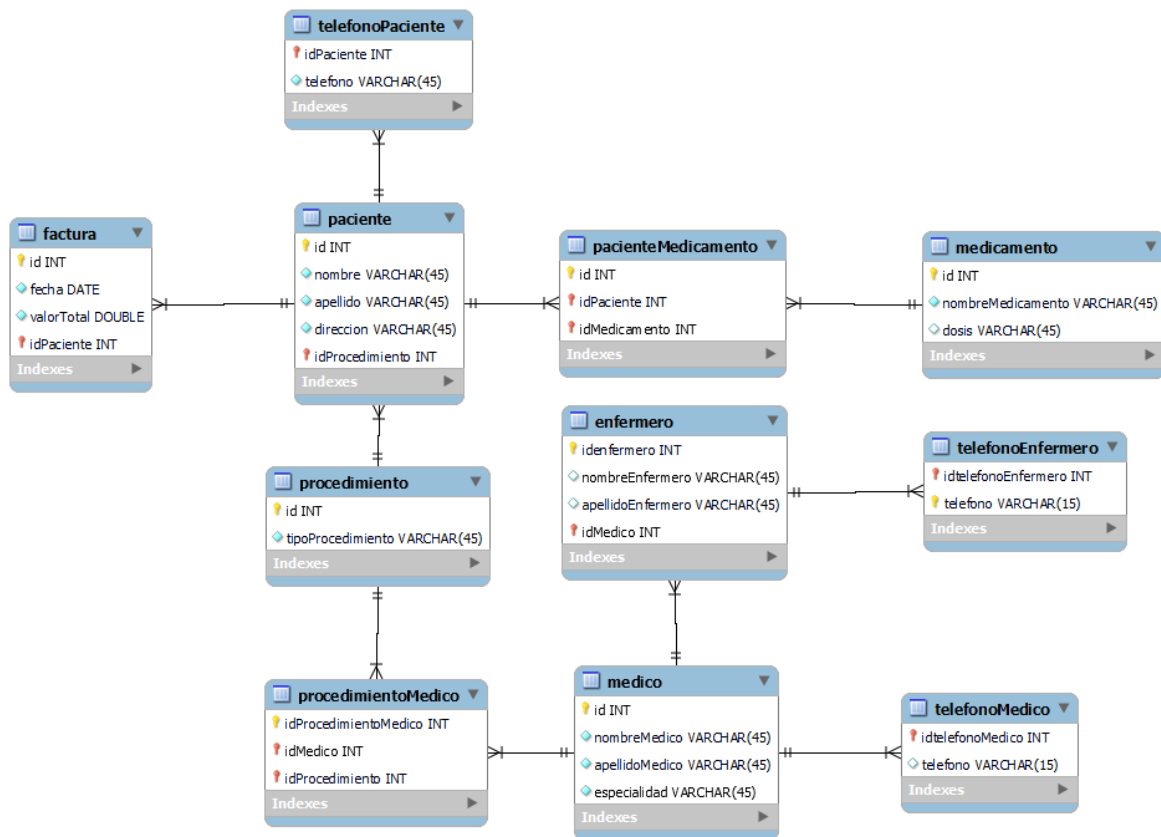 telefonoPaciente
idPaciente INT
telefono VARCHAR(45)
Indexes
factura
id INT
fecha DATE
valorTotal DOUBLE
idPaciente INT
Indexes
paciente
id INT
nombre VARCHAR(45)
apellido VARCHAR(45)
direccion VARCHAR(45)
idProcedimiento INT
Indexes
pacienteMedicamento
id INT
idPaciente INT
idMedicamento INT
Indexes
medicamento
id INT
nombreMedicamento VARCHAR(45)
dosis VARCHAR(45)
Indexes
procedimiento
id INT
tipoProcedimiento VARCHAR(45)
Indexes
enfermero
idenfermero INT
nombreEnfermero VARCHAR(45)
apellidoEnfermero VARCHAR(45)
idMedico INT
Indexes
telefonoEnfermero
idtelefonoEnfermero INT
telefono VARCHAR(15)
Indexes
procedimientoMedico
idProcedimientoMedico INT
idMedico INT
idProcedimiento INT
Indexes
medico
id INT
nombreMedico VARCHAR(45)
apellidoMedico VARCHAR(45)
especialidad VARCHAR(45)
Indexes
telefonoMedico
idtelefonoMedico INT
telefono VARCHAR(15)
Indexes